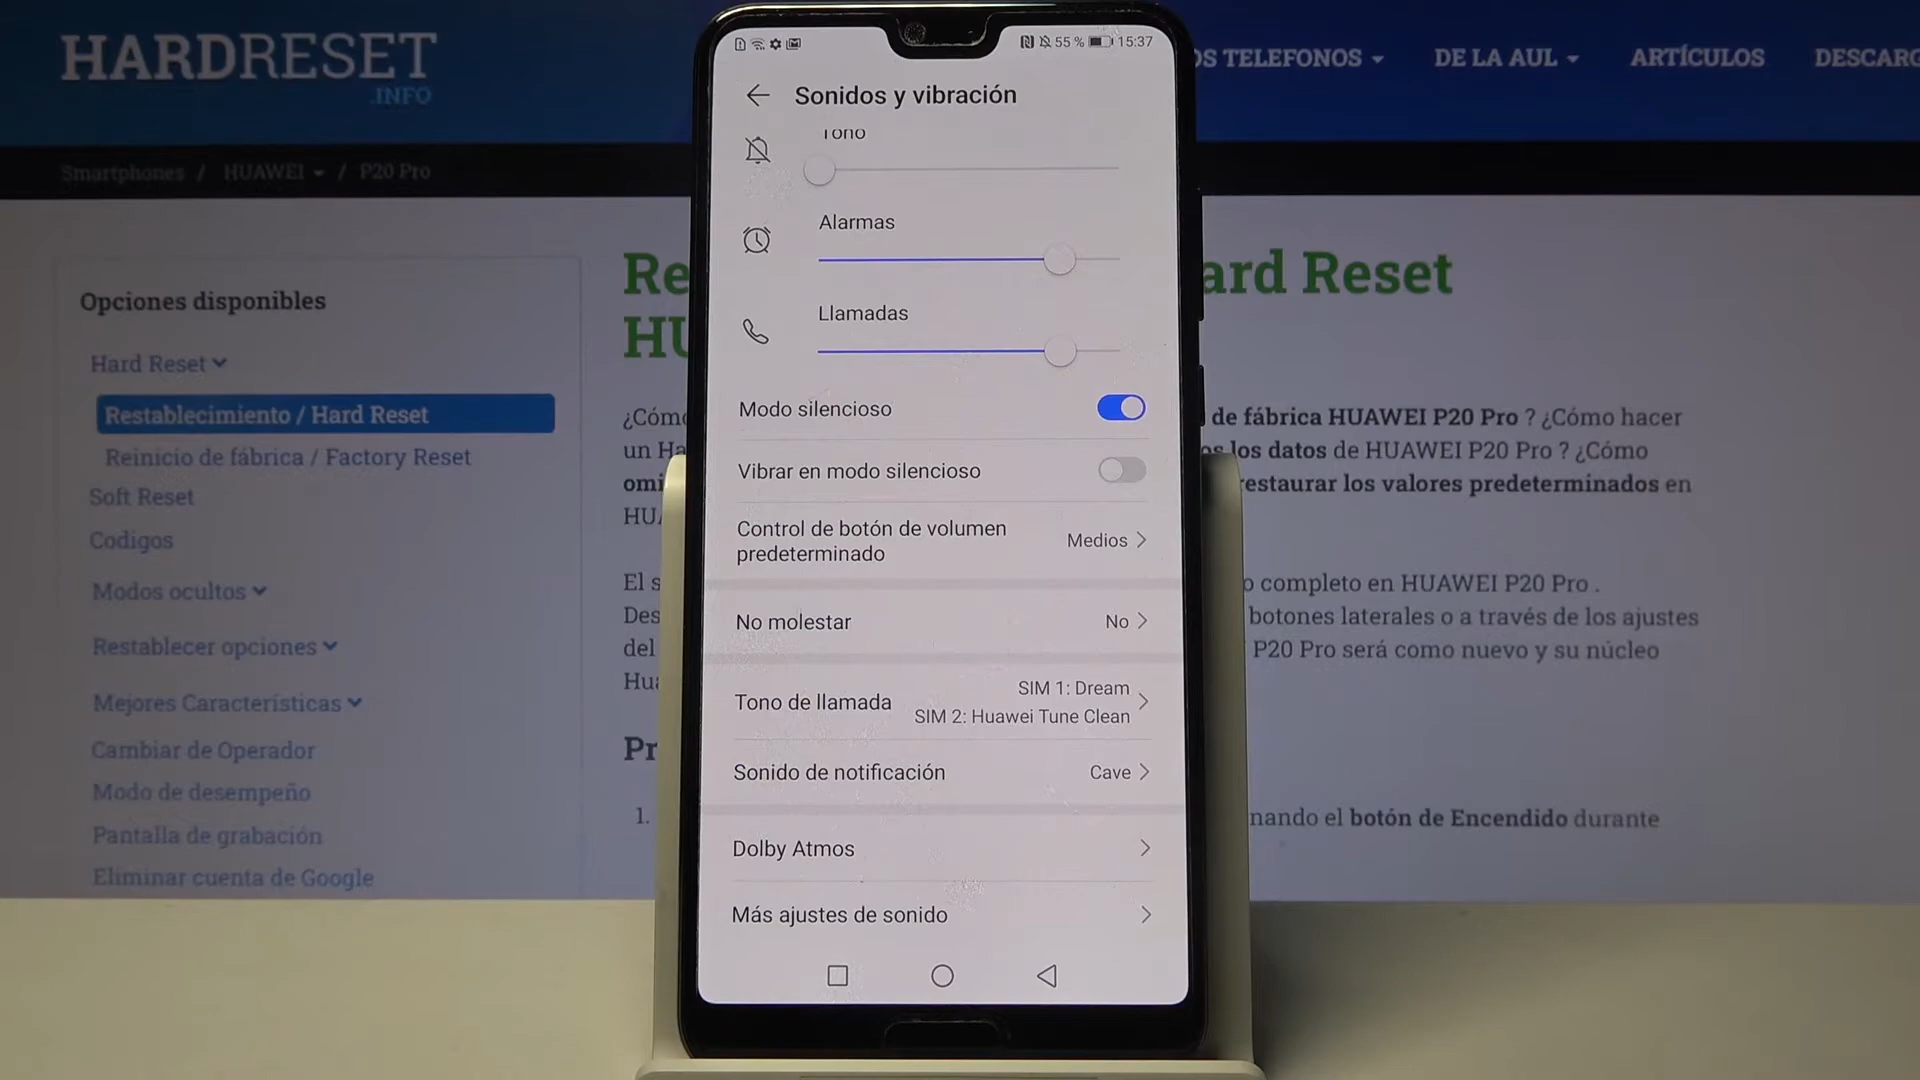 HARDRESET
.INFO
OS TELEFONOS
DE LA AUL
ARTÍCULOS
DESCARG
Smartphones / HUAWEI / P20 Pro
Opciones disponibles
Hard Reset
Restablecimiento / Hard Reset
Reinicio de fábrica / Factory Reset
Soft Reset
Codigos
Modos ocultos
Restablecer opciones
Mejores Características
Cambiar de Operador
Modo de desempeño
Pantalla de grabación
Eliminar cuenta de Google
Re
ard Reset
HU
¿Cómo
de fábrica HUAWEI P20 Pro ? ¿Cómo hacer
un Ha
os los datos de HUAWEI P20 Pro ? ¿Cómo
omi
restaurar los valores predeterminados en
HUA
El s
o completo en HUAWEI P20 Pro .
Des
botones laterales o a través de los ajustes
del
P20 Pro será como nuevo y su núcleo
Hua
Pr
1.
nando el botón de Encendido durante
55 % 15:37
Sonidos y vibración
Tono
Alarmas
Llamadas
Modo silencioso
Vibrar en modo silencioso
Control de botón de volumen
predeterminado
Medios
No molestar
No
Tono de llamada
SIM 1: Dream
SIM 2: Huawei Tune Clean
Sonido de notificación
Cave
Dolby Atmos
Más ajustes de sonido